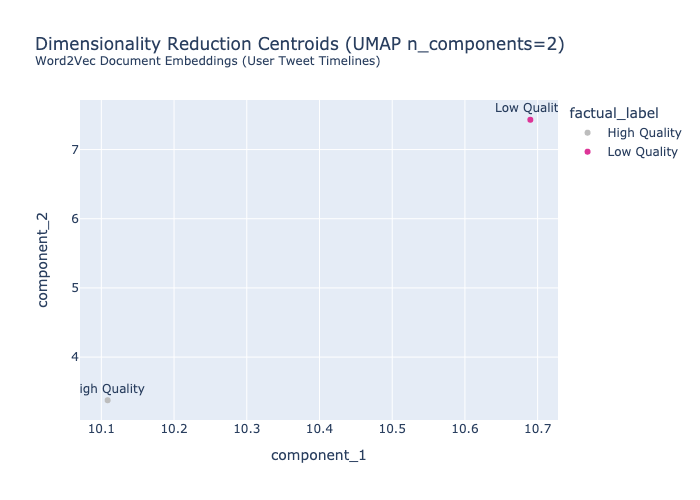 Dimensionality Reduction Centroids (UMAP n_components=2)
Word2Vec Document Embeddings (User Tweet Timelines)
Low Qualit
factual_label
High Quality
Low Quality
7
6
5
4
component_2
igh Quality
10.1 10.2 10.3 10.4 10.5 10.6 10.7
component_1